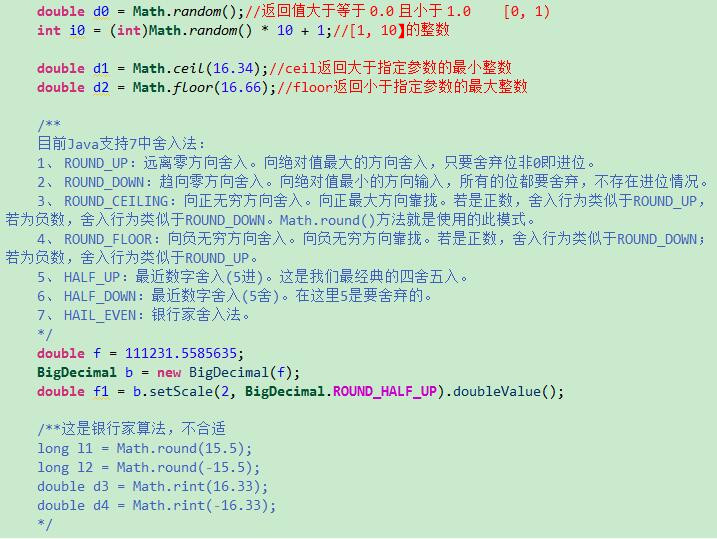 double d0 = Math.random();//返回值大于等于 0.0 且小于 1.0    [0, 1)
int i0 = (int)Math.random() * 10 + 1;//[1, 10】的整数
double d1 = Math.ceil(16.34);//ceil返回大于指定参数的最小整数
double d2 = Math.floor(16.66);//floor返回小于指定参数的最大整数
/**
目前Java支持7中舍入法：
1、 ROUND_UP：远离零方向舍入。向绝对值最大的方向舍入，只要舍弃位非0即进位。
2、 ROUND_DOWN：趋向零方向舍入。向绝对值最小的方向输入，所有的位都要舍弃，不存在进位情况。
3、 ROUND_CEILING：向正无穷方向舍入。向正最大方向靠拢。若是正数，舍入行为类似于ROUND_UP，
若为负数，舍入行为类似于ROUND_DOWN。Math.round()方法就是使用的此模式。
4、 ROUND_FLOOR：向负无穷方向舍入。向负无穷方向靠拢。若是正数，舍入行为类似于ROUND_DOWN；
若为负数，舍入行为类似于ROUND_UP。
5、 HALF_UP：最近数字舍入(5进)。这是我们最经典的四舍五入。
6、 HALF_DOWN：最近数字舍入(5舍)。在这里5是要舍弃的。
7、 HAIL_EVEN：银行家舍入法。
*/
double f = 111231.5585635;
BigDecimal b = new BigDecimal(f);
double f1 = b.setScale(2, BigDecimal.ROUND_HALF_UP).doubleValue();
/**这是银行家算法，不合适
long l1 = Math.round(15.5);
long l2 = Math.round(-15.5);
double d3 = Math.rint(16.33);
double d4 = Math.rint(-16.33);
*/